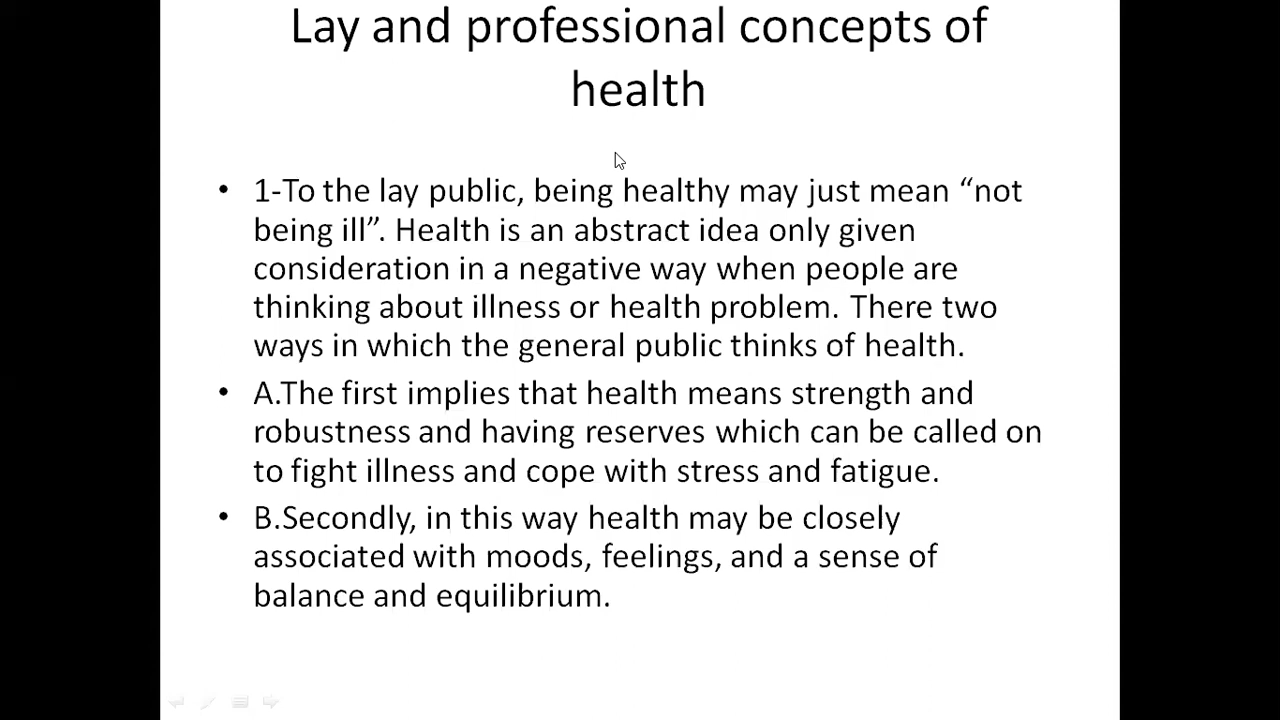 Lay and professional concepts of
health
• 1-To the lay public, being healthy may just mean “not
being ill”. Health is an abstract idea only given
consideration in a negative way when people are
thinking about illness or health problem. There two
ways in which the general public thinks of health.
• A.The first implies that health means strength and
robustness and having reserves which can be called on
to fight illness and cope with stress and fatigue.
• B.Secondly, in this way health may be closely
associated with moods, feelings, and a sense of
balance and equilibrium.